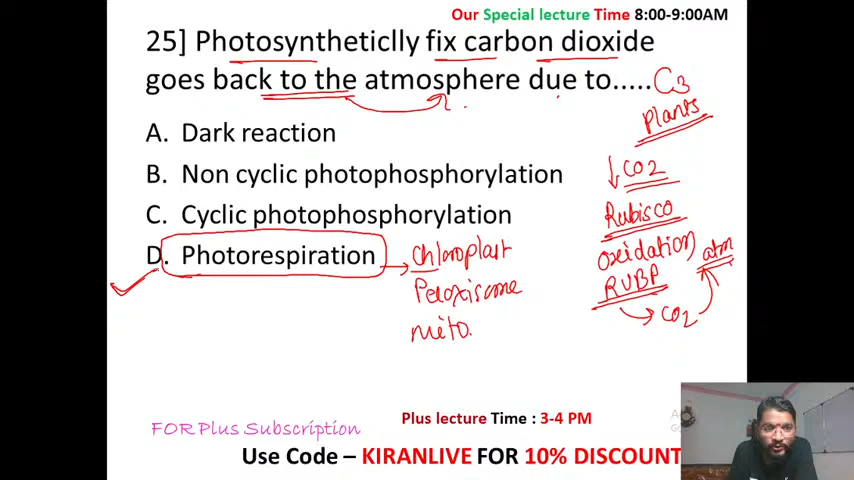 Our Special lecture Time 8:00-9:00AM
25] Photosyntheticlly fix carbon dioxide
goes back to the atmosphere due to.....
C3
plants
A. Dark reaction
B. Non cyclic photophosphorylation
C. Cyclic photophosphorylation
D. Photorespiration
chloroplast
Peroxisome
mito.
↓ CO2
Rubisco
oxidation
RUBP
CO2
atm
FOR Plus Subscription
Plus lecture Time : 3-4 PM
Use Code – KIRANLIVE FOR 10% DISCOUNT